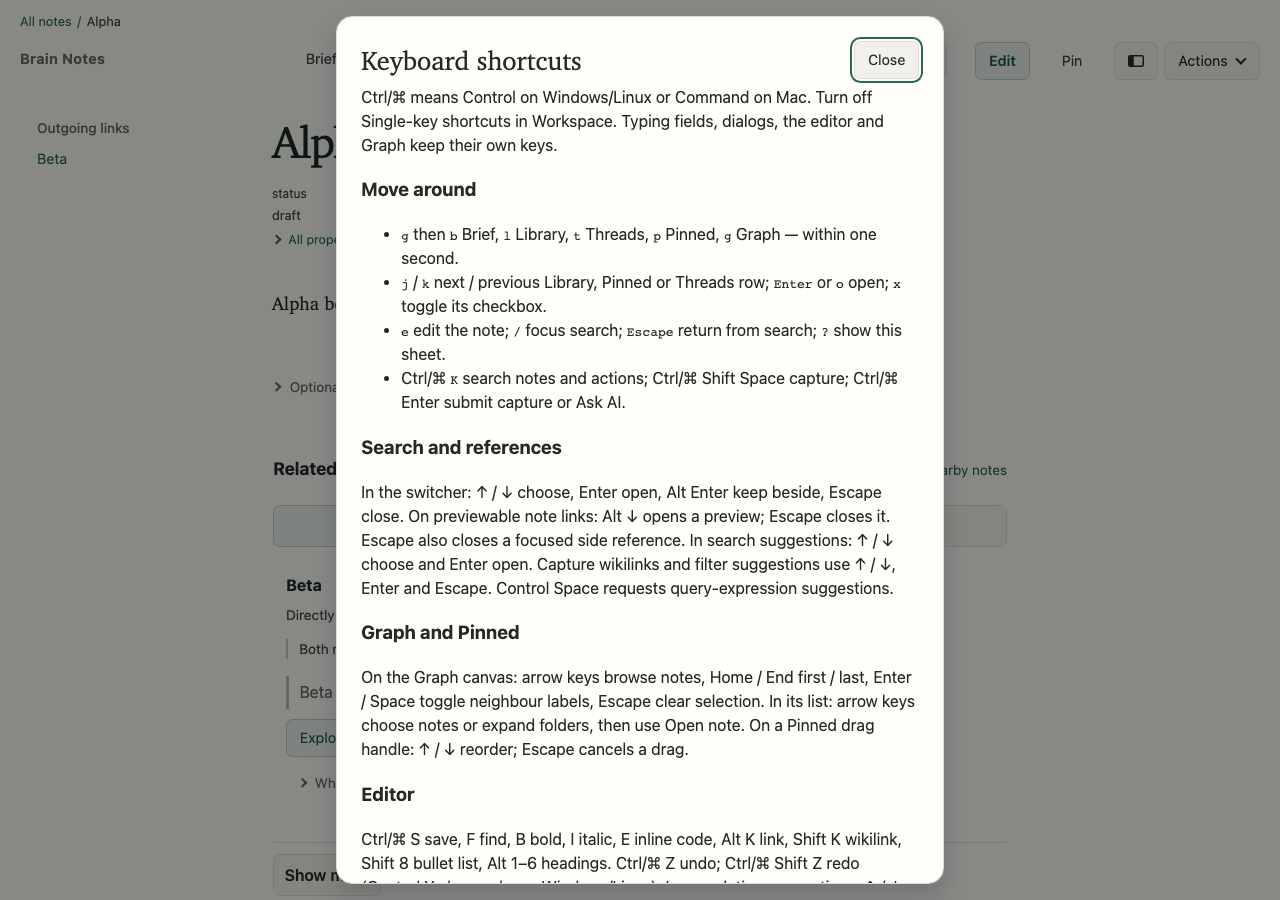 All notes / Alpha
Brain Notes
Brief
Edit
Pin
Actions
Outgoing links
Beta
status
draft
All
Related
Beta
Directly
Both
Beta
Show
Keyboard shortcuts
Close
Ctrl/⌘ means Control on Windows/Linux or Command on Mac. Turn off
Single-key shortcuts in Workspace. Typing fields, dialogs, the editor and
Graph keep their own keys.
Move around
• g then b Brief, l Library, t Threads, p Pinned, g Graph — within one
second.
• j / k next / previous Library, Pinned or Threads row; Enter or o open; x
toggle its checkbox.
• e edit the note; / focus search; Escape return from search; ? show this
sheet.
• Ctrl/⌘ K search notes and actions; Ctrl/⌘ Shift Space capture; Ctrl/⌘
Enter submit capture or Ask AI.
Search and references
In the switcher: ↑ / ↓ choose, Enter open, Alt Enter keep beside, Escape
close. On previewable note links: Alt ↓ opens a preview; Escape closes it.
Escape also closes a focused side reference. In search suggestions: ↑ / ↓
choose and Enter open. Capture wikilinks and filter suggestions use ↑ / ↓,
Enter and Escape. Control Space requests query-expression suggestions.
Graph and Pinned
On the Graph canvas: arrow keys browse notes, Home / End first / last, Enter
/ Space toggle neighbour labels, Escape clear selection. In its list: arrow keys
choose notes or expand folders, then use Open note. On a Pinned drag
handle: ↑ / ↓ reorder; Escape cancels a drag.
Editor
Ctrl/⌘ S save, F find, B bold, I italic, E inline code, Alt K link, Shift K wikilink,
Shift 8 bullet list, Alt 1–6 headings. Ctrl/⌘ Z undo; Ctrl/⌘ Shift Z redo
notes